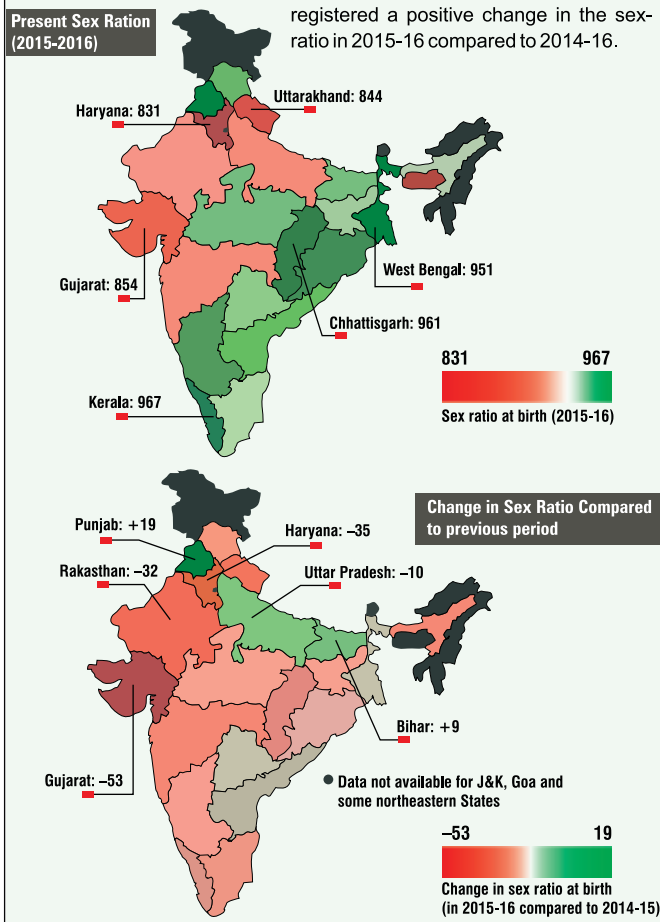 registered a positive change in the sex-
ratio in 2015-16 compared to 2014-16.
Present Sex Ration
(2015-2016)
Uttarakhand: 844
Haryana: 831
Gujarat: 854
West Bengal: 951
Chhattisgarh: 961
Kerala: 967
831 967
Sex ratio at birth (2015-16)
Change in Sex Ratio Compared
to previous period
Punjab: +19
Haryana: –35
Rakasthan: –32
Uttar Pradesh: –10
Bihar: +9
Gujarat: –53
Data not available for J&K, Goa and
some northeastern States
–53 19
Change in sex ratio at birth
(in 2015-16 compared to 2014-15)